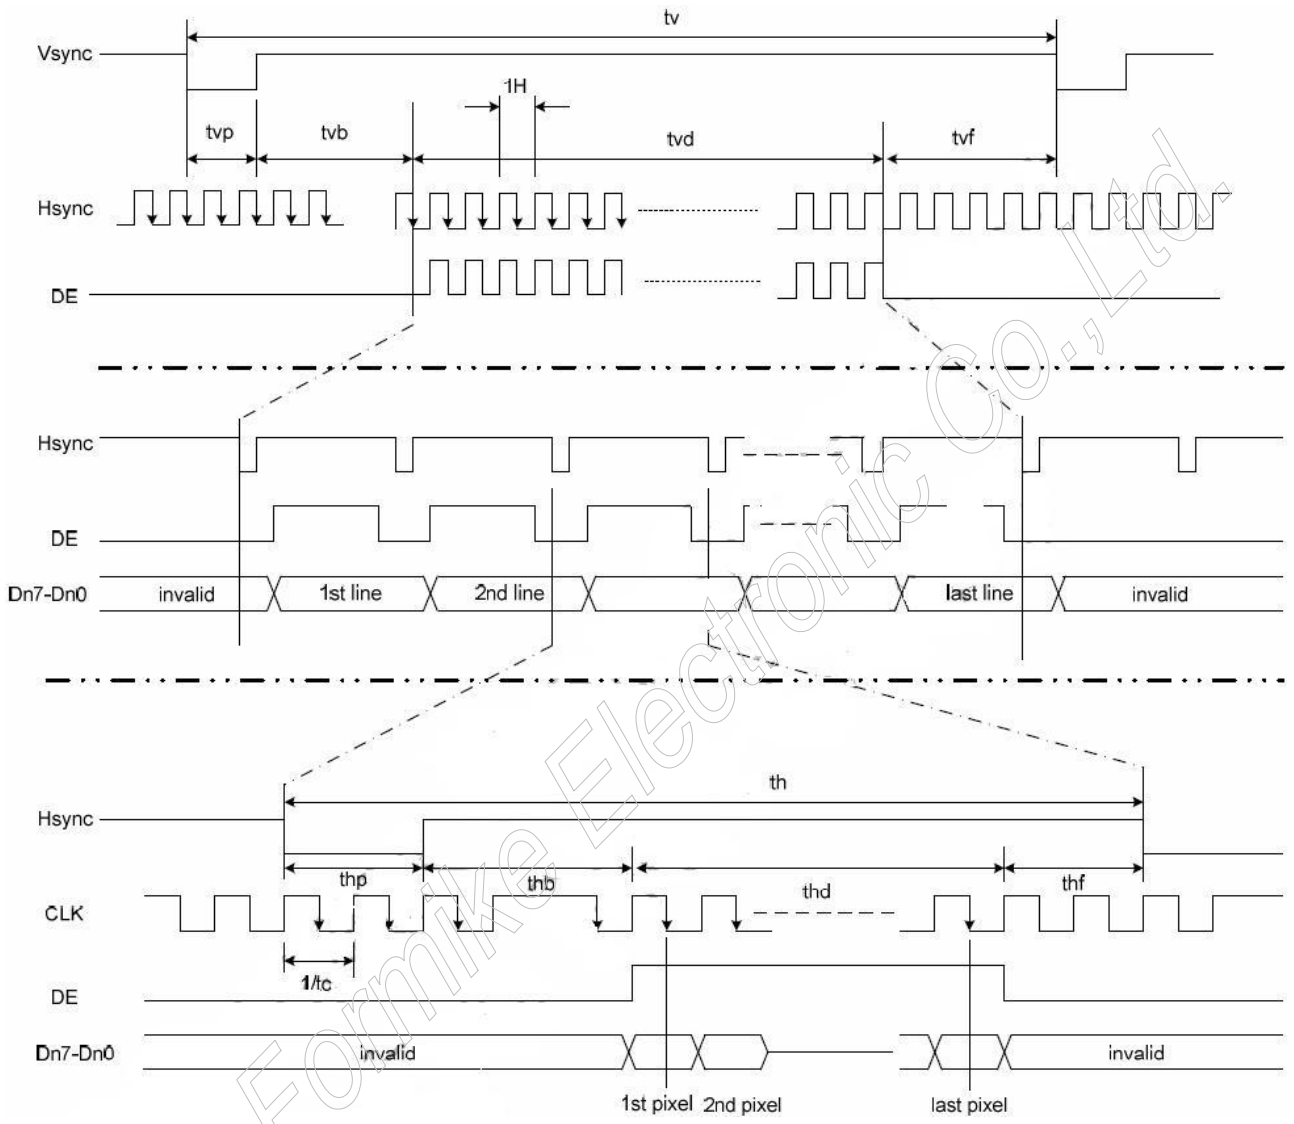 tv
Vsync
1H
tvp
tvb
tvd
tvf
Hsync
DE
Hsync
DE
Dn7-Dn0
invalid
1st line
2nd line
last line
invalid
th
Hsync
thp
thb
thd
thf
CLK
1/tc
DE
Dn7-Dn0
invalid
invalid
1st pixel
2nd pixel
last pixel
Formike Electronic Co.,Ltd.